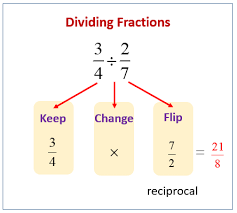 Dividing Fractions
3/4 ÷ 2/7
Keep Change Flip
3/4 × 7/2 = 21/8
reciprocal